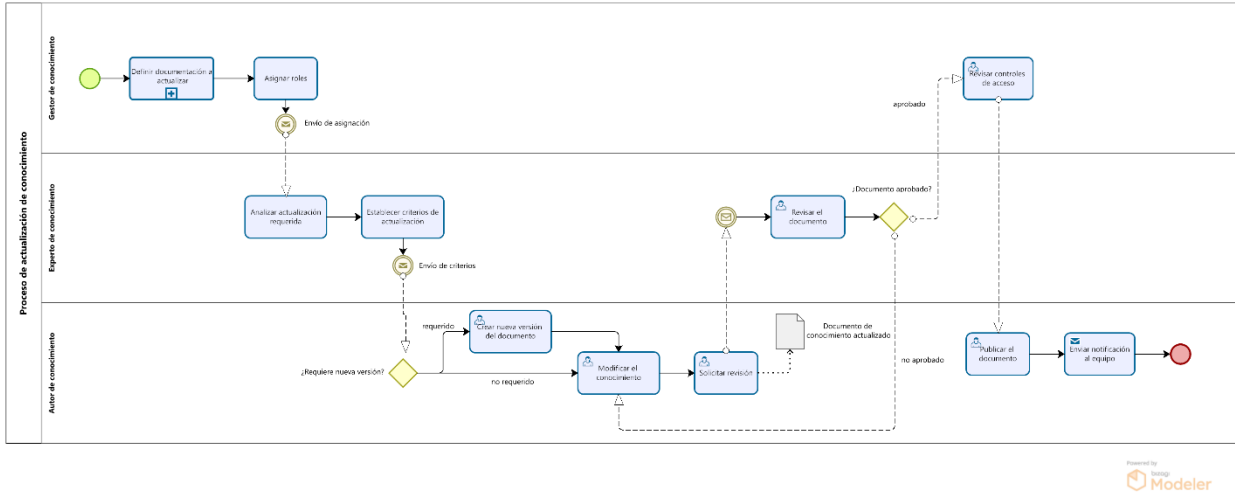 Proceso de actualización de conocimiento
Gestor de conocimiento
Definir documentación a
actualizar
Asignar roles
Envío de asignación
aprobado
Revisar controles
de acceso
Experto de conocimiento
Analizar actualización
requerida
Establecer criterios de
actualización
Envío de criterios
Revisar el
documento
¿Documento aprobado?
Autor de conocimiento
¿Requiere nueva versión?
requerido
Crear nueva versión
del documento
no requerido
Modificar el
conocimiento
Solicitar revisión
Documento de
conocimiento actualizado
no aprobado
Publicar el
documento
Enviar notificación
al equipo
Powered by
bizagi
Modeler